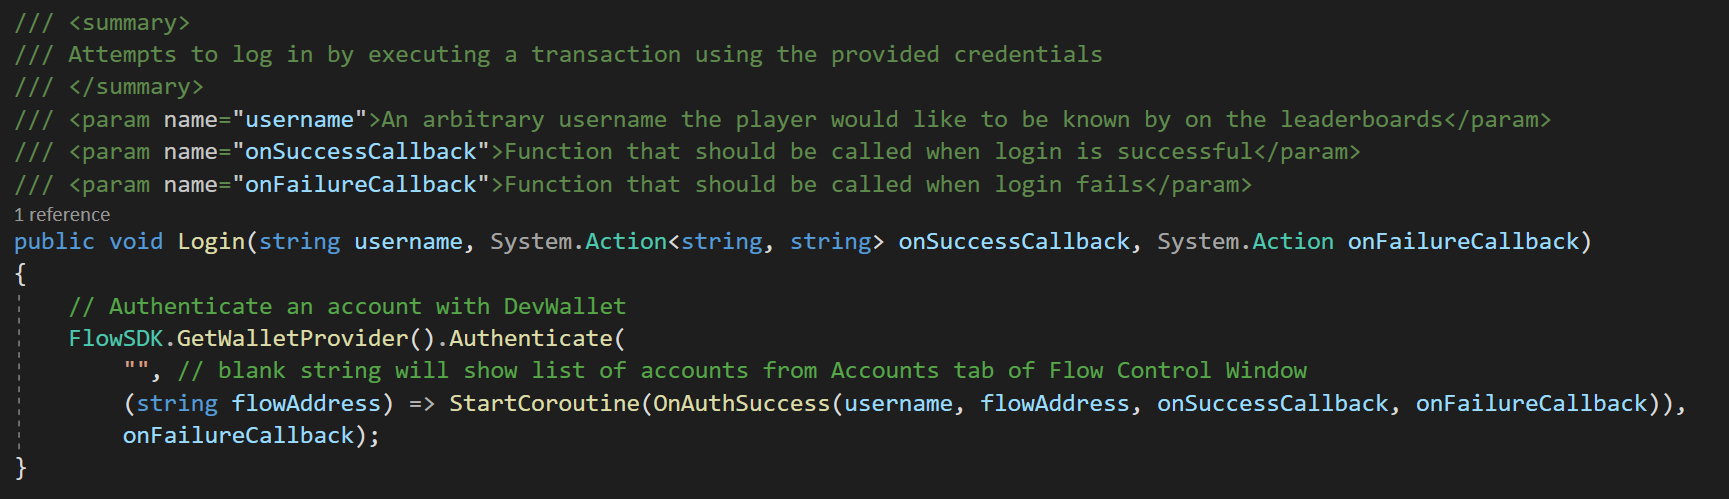 /// <summary>
/// Attempts to log in by executing a transaction using the provided credentials
/// </summary>
/// <param name="username">An arbitrary username the player would like to be known by on the leaderboards</param>
/// <param name="onSuccessCallback">Function that should be called when login is successful</param>
/// <param name="onFailureCallback">Function that should be called when login fails</param>
1 reference
public void Login(string username, System.Action<string, string> onSuccessCallback, System.Action onFailureCallback)
{
    // Authenticate an account with DevWallet
    FlowSDK.GetWalletProvider().Authenticate(
        "", // blank string will show list of accounts from Accounts tab of Flow Control Window
        (string flowAddress) => StartCoroutine(OnAuthSuccess(username, flowAddress, onSuccessCallback, onFailureCallback)),
        onFailureCallback);
}